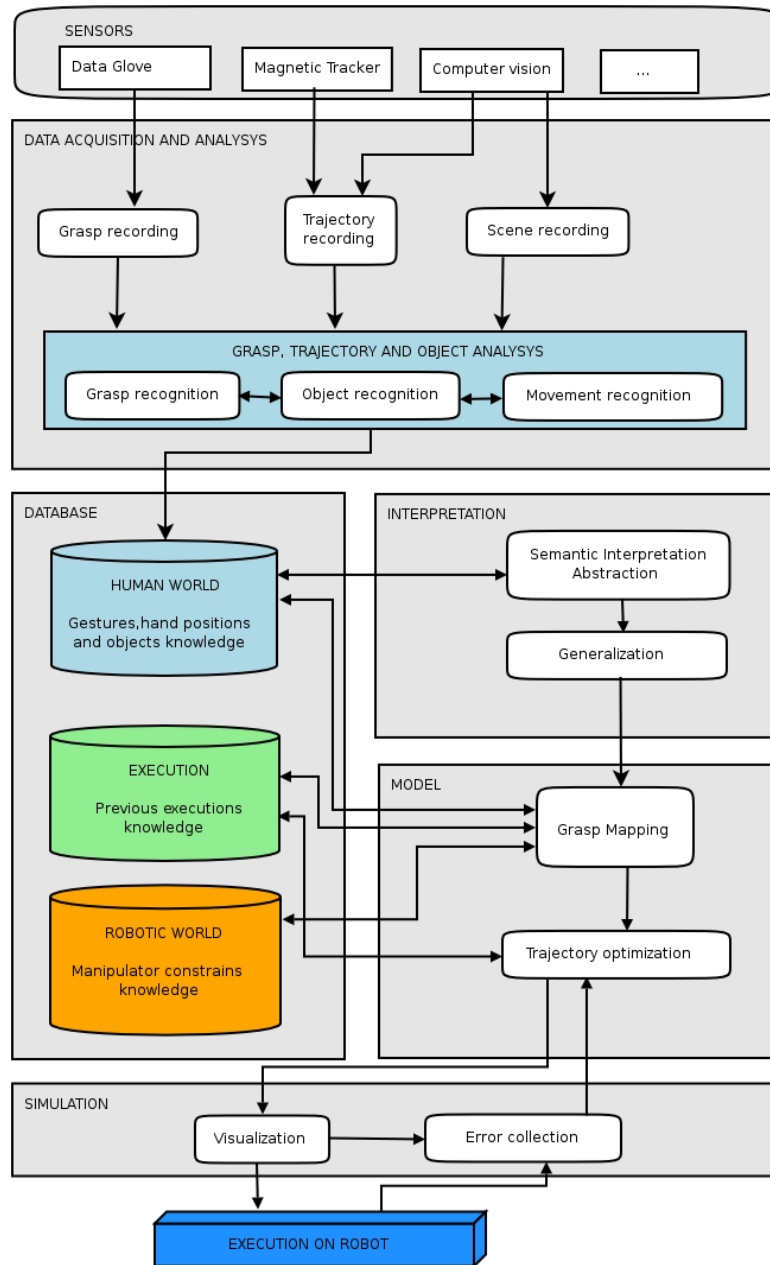 SENSORS
Data Glove
Magnetic Tracker
Computer vision
...
DATA ACQUISITION AND ANALYSYS
Grasp recording
Trajectory
recording
Scene recording
GRASP, TRAJECTORY AND OBJECT ANALYSYS
Grasp recognition
Object recognition
Movement recognition
DATABASE
HUMAN WORLD
Gestures,hand positions
and objects knowledge
EXECUTION
Previous executions
knowledge
ROBOTIC WORLD
Manipulator constrains
knowledge
INTERPRETATION
Semantic Interpretation
Abstraction
Generalization
MODEL
Grasp Mapping
Trajectory optimization
SIMULATION
Visualization
Error collection
EXECUTION ON ROBOT